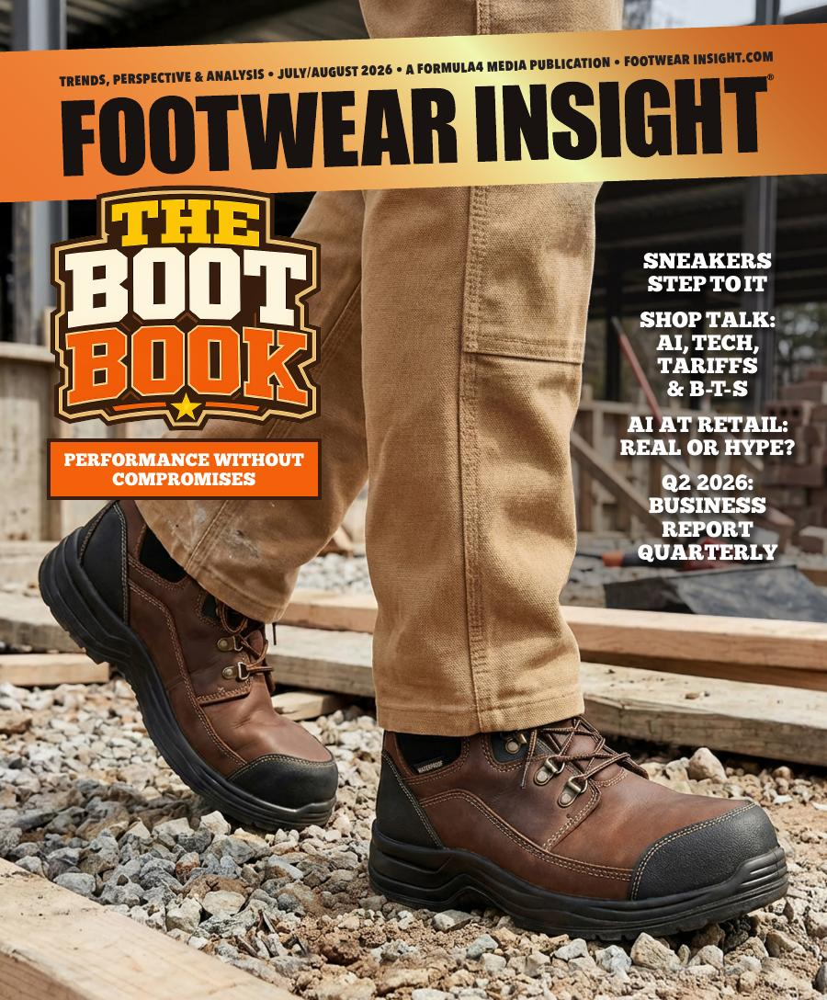 TRENDS, PERSPECTIVE & ANALYSIS • JULY/AUGUST 2026 • A FORMULA4 MEDIA PUBLICATION • FOOTWEAR INSIGHT.COM
FOOTWEAR INSIGHT®
THE
BOOT
BOOK
PERFORMANCE WITHOUT
COMPROMISES
SNEAKERS
STEP TO IT
SHOP TALK:
AI, TECH,
TARIFFS
& B-T-S
AI AT RETAIL:
REAL OR HYPE?
Q2 2026:
BUSINESS
REPORT
QUARTERLY
WATERPROOF